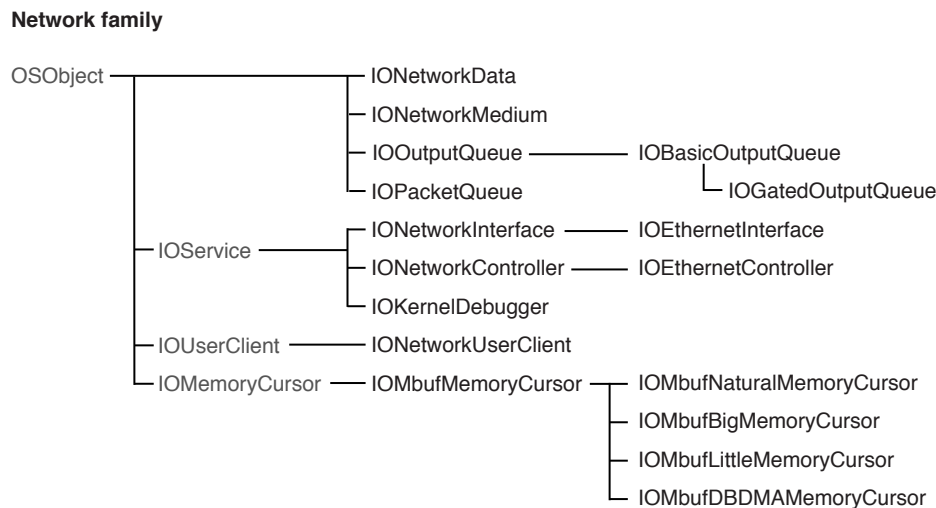 Network family
OSObject
IONetworkData
IONetworkMedium
IOOutputQueue
IOBasicOutputQueue
IOGatedOutputQueue
IOPacketQueue
IOService
IONetworkInterface
IOEthernetInterface
IONetworkController
IOEthernetController
IOKernelDebugger
IOUserClient
IONetworkUserClient
IOMemoryCursor
IOMbufMemoryCursor
IOMbufNaturalMemoryCursor
IOMbufBigMemoryCursor
IOMbufLittleMemoryCursor
IOMbufDBDMAMemoryCursor